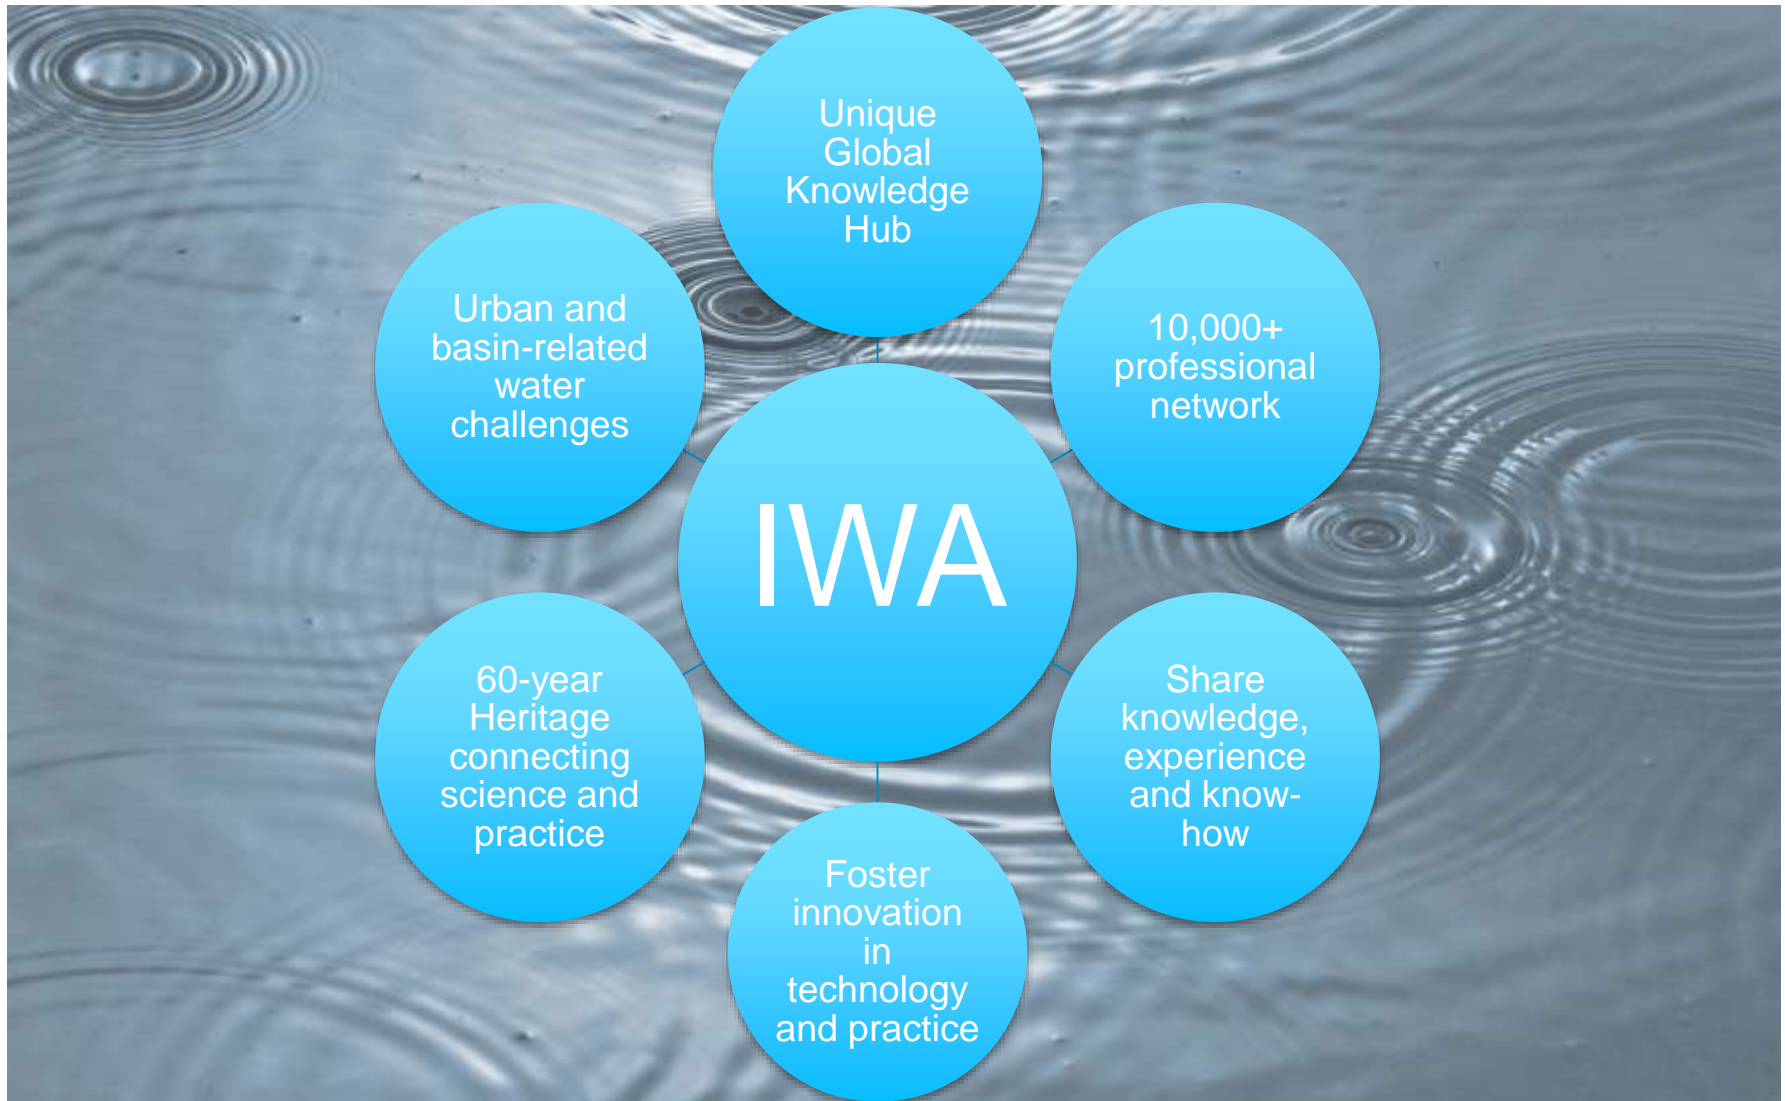 Unique
Global
Knowledge
Hub
10,000+
professional
network
Share
knowledge,
experience
and know-
how
Foster
innovation
in
technology
and practice
60-year
Heritage
connecting
science and
practice
Urban and
basin-related
water
challenges
IWA